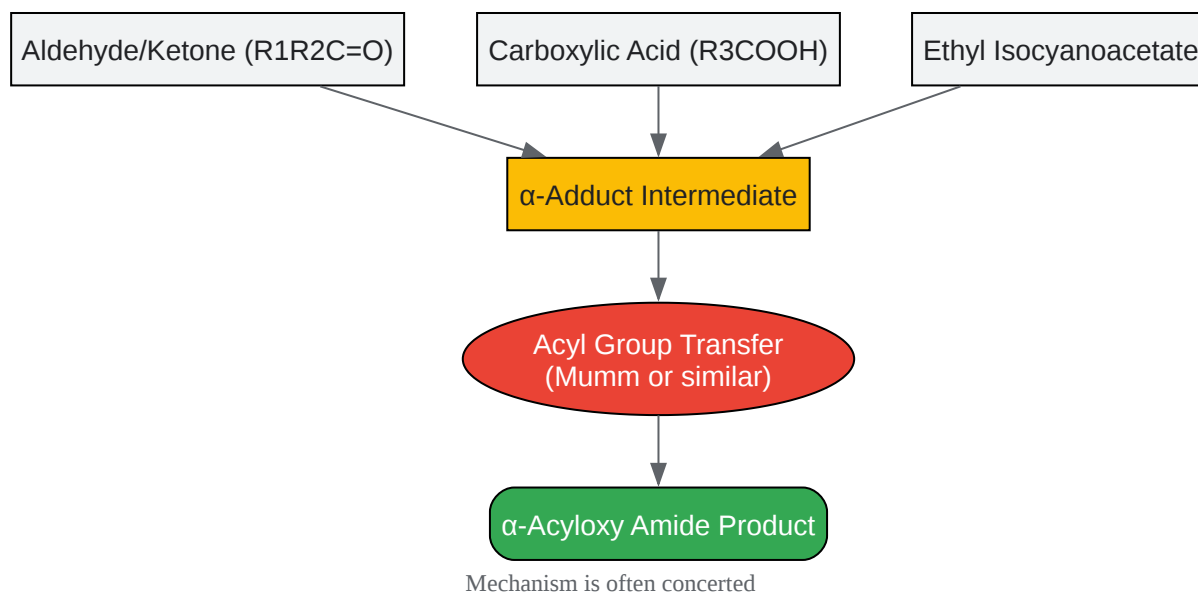 Aldehyde/Ketone (R1R2C=O)
Carboxylic Acid (R3COOH)
Ethyl Isocyanoacetate
α-Adduct Intermediate
Acyl Group Transfer
(Mumm or similar)
α-Acyloxy Amide Product
Mechanism is often concerted